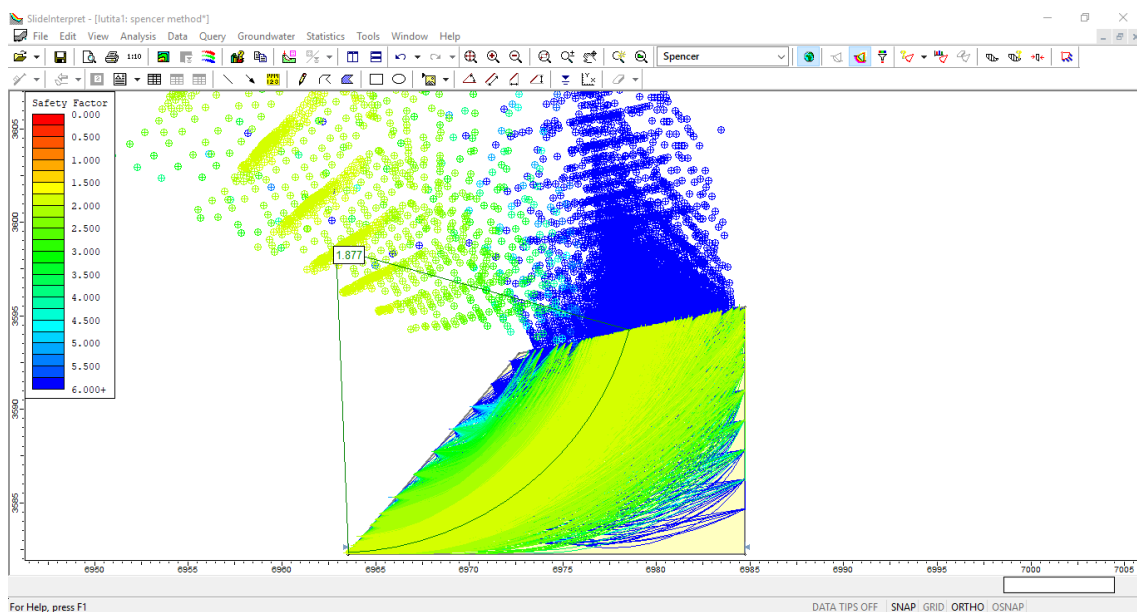 SlideInterpret - [lutita1: spencer method*]
File Edit View Analysis Data Query Groundwater Statistics Tools Window Help
1:10
Spencer
Safety Factor
0.000
0.500
1.000
1.500
2.000
2.500
3.000
3.500
4.000
4.500
5.000
5.500
6.000+
1.877
3605
3600
3595
3590
3585
6950 6955 6960 6965 6970 6975 6980 6985 6990 6995 7000 7005
For Help, press F1
DATA TIPS OFF SNAP GRID ORTHO OSNAP